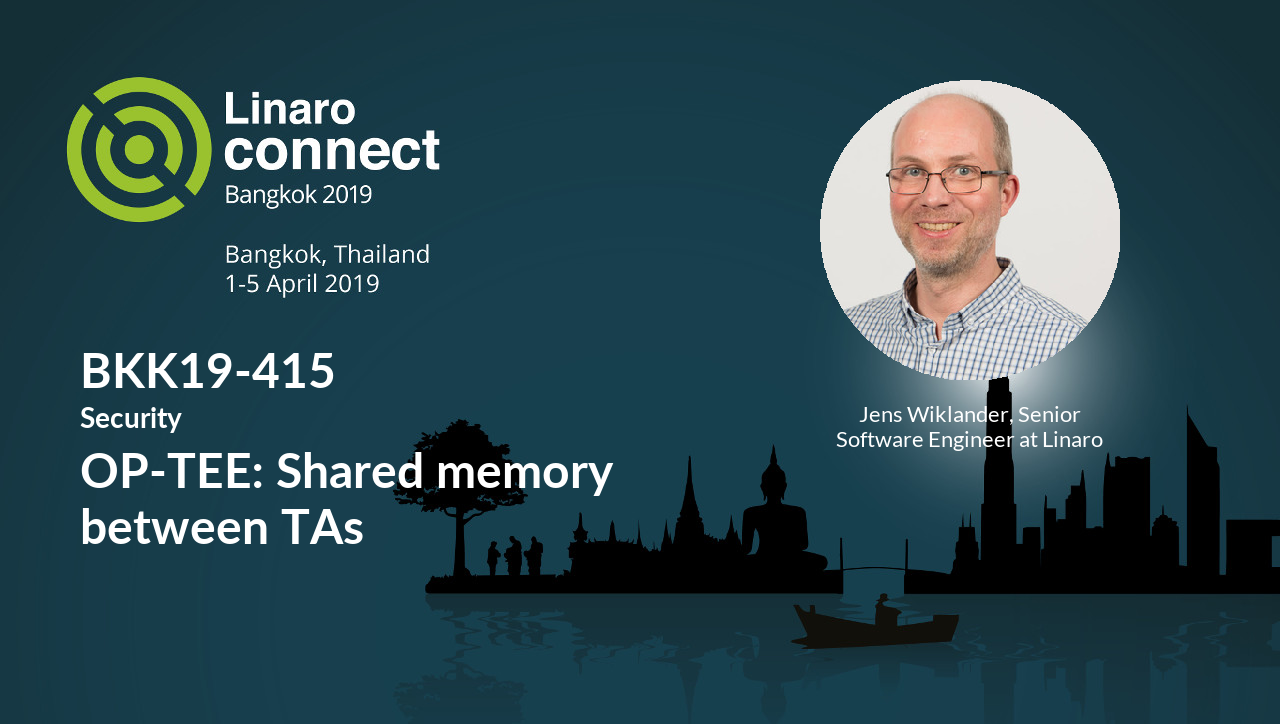 Linaro
connect
Bangkok 2019
Bangkok, Thailand
1-5 April 2019
BKK19-415
Security
OP-TEE: Shared memory
between TAs
Jens Wiklander, Senior
Software Engineer at Linaro